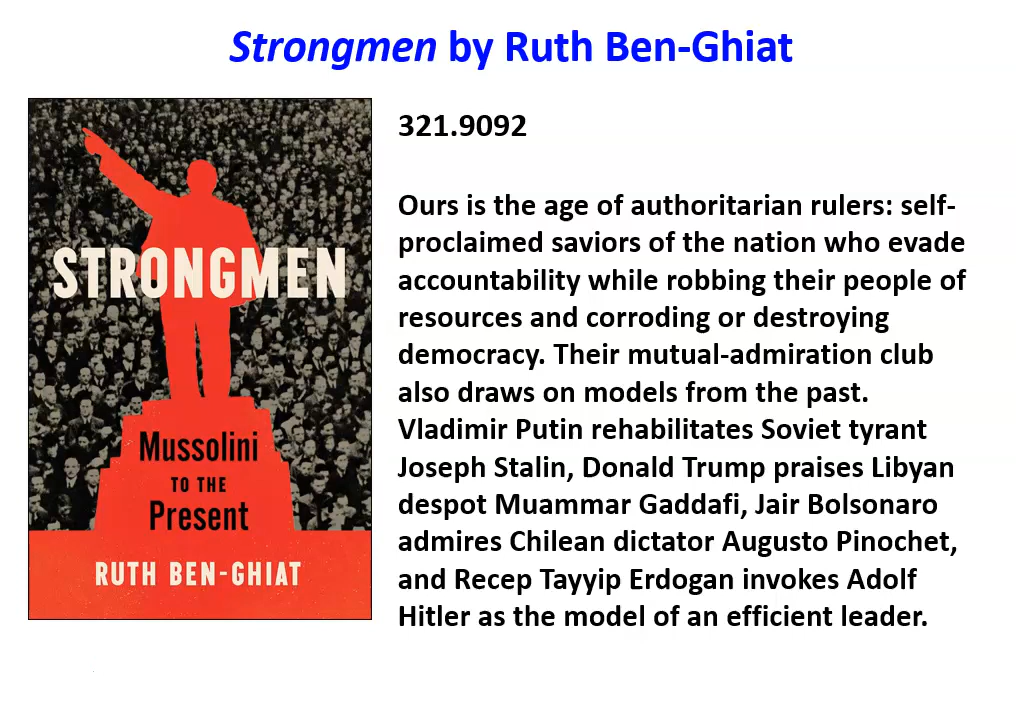 Strongmen by Ruth Ben-Ghiat
STRONGMEN
Mussolini
TO THE
Present
RUTH BEN-GHIAT
321.9092
Ours is the age of authoritarian rulers: self-
proclaimed saviors of the nation who evade
accountability while robbing their people of
resources and corroding or destroying
democracy. Their mutual-admiration club
also draws on models from the past.
Vladimir Putin rehabilitates Soviet tyrant
Joseph Stalin, Donald Trump praises Libyan
despot Muammar Gaddafi, Jair Bolsonaro
admires Chilean dictator Augusto Pinochet,
and Recep Tayyip Erdogan invokes Adolf
Hitler as the model of an efficient leader.